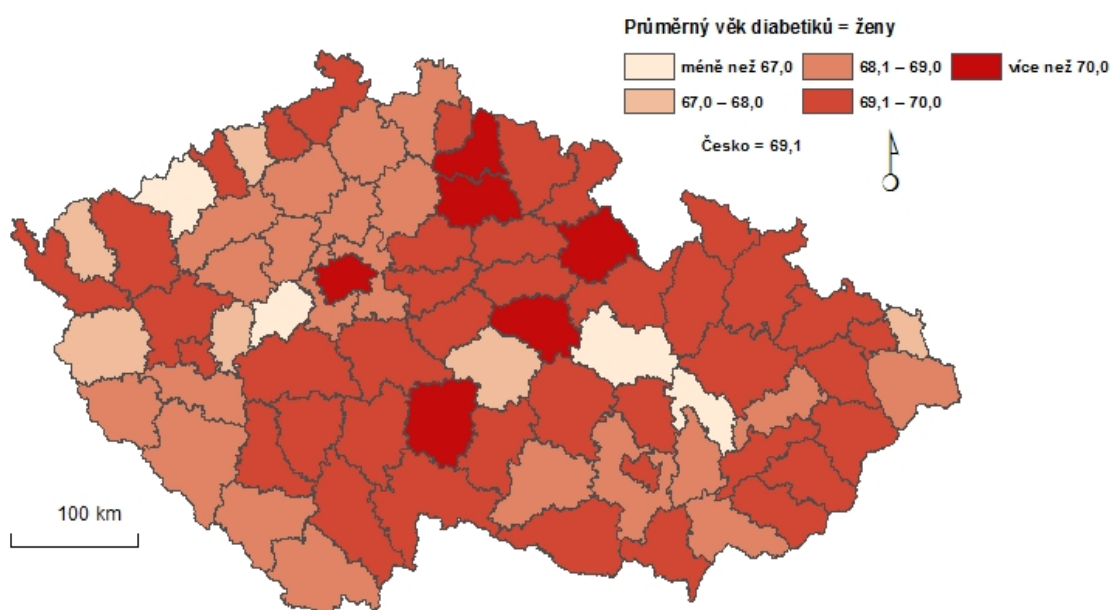 Průměrný věk diabetiků = ženy
méně než 67,0
68,1 – 69,0
více než 70,0
67,0 – 68,0
69,1 – 70,0
Česko = 69,1
100 km